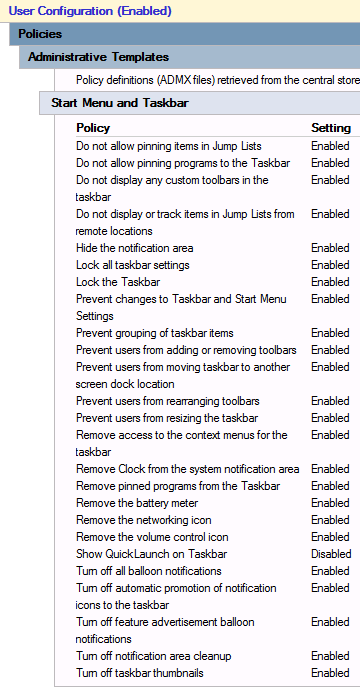 User Configuration (Enabled)
Policies
Administrative Templates
Policy definitions (ADMX files) retrieved from the central store
Start Menu and Taskbar
Policy Setting
Do not allow pinning items in Jump Lists Enabled
Do not allow pinning programs to the Taskbar Enabled
Do not display any custom toolbars in the Enabled
taskbar
Do not display or track items in Jump Lists from Enabled
remote locations
Hide the notification area Enabled
Lock all taskbar settings Enabled
Lock the Taskbar Enabled
Prevent changes to Taskbar and Start Menu Enabled
Settings
Prevent grouping of taskbar items Enabled
Prevent users from adding or removing toolbars Enabled
Prevent users from moving taskbar to another Enabled
screen dock location
Prevent users from rearranging toolbars Enabled
Prevent users from resizing the taskbar Enabled
Remove access to the context menus for the Enabled
taskbar
Remove Clock from the system notification area Enabled
Remove pinned programs from the Taskbar Enabled
Remove the battery meter Enabled
Remove the networking icon Enabled
Remove the volume control icon Enabled
Show QuickLaunch on Taskbar Disabled
Turn off all balloon notifications Enabled
Turn off automatic promotion of notification Enabled
icons to the taskbar
Turn off feature advertisement balloon Enabled
notifications
Turn off notification area cleanup Enabled
Turn off taskbar thumbnails Enabled